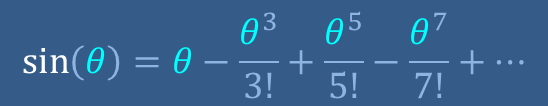 sin(θ) = θ − θ³/3! + θ⁵/5! − θ⁷/7! + ⋯